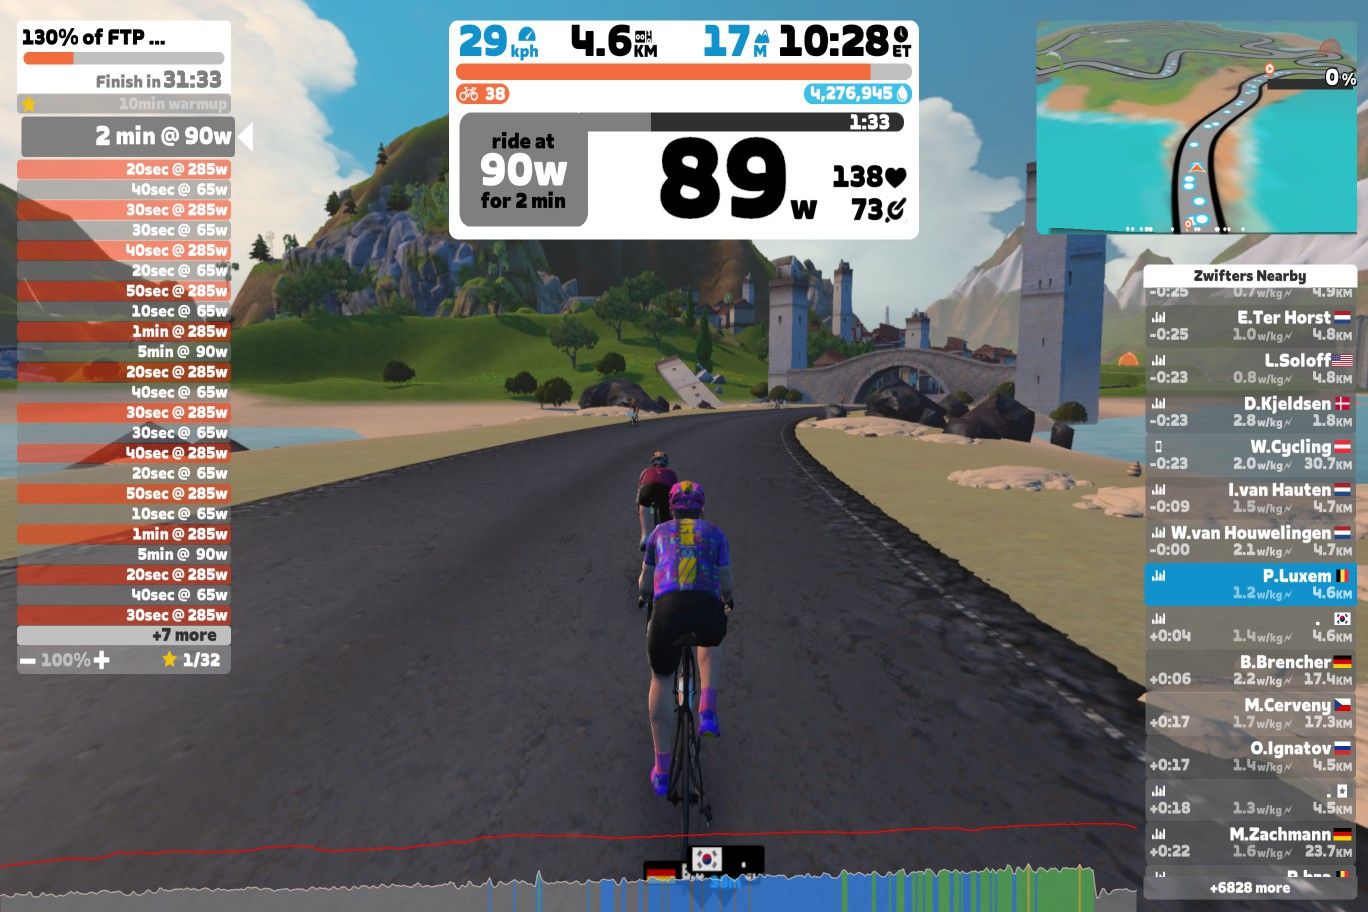 130% of FTP ...
Finish in 31:33
10min warmup
2 min @ 90w
20sec @ 285w
40sec @ 65w
30sec @ 285w
30sec @ 65w
40sec @ 285w
20sec @ 65w
50sec @ 285w
10sec @ 65w
1min @ 285w
5min @ 90w
20sec @ 285w
40sec @ 65w
30sec @ 285w
30sec @ 65w
40sec @ 285w
20sec @ 65w
50sec @ 285w
10sec @ 65w
1min @ 285w
5min @ 90w
20sec @ 285w
40sec @ 65w
30sec @ 285w
+7 more
100% 1/32
29 kph 4.6 KM 17 M 10:28 ET
38 4,276,945
1:33
ride at
90w
for 2 min
89 w
138
73
0 %
Zwifters Nearby
-0:25 0.7w/kg 4.9KM
E.Ter Horst
-0:25 1.0w/kg 4.8KM
L.Soloff
-0:23 0.8w/kg 4.8KM
D.Kjeldsen
-0:23 2.8w/kg 1.8KM
W.Cycling
-0:23 2.0w/kg 30.7KM
I.van Hauten
-0:09 1.5w/kg 4.7KM
W.van Houwelingen
-0:00 2.1w/kg 4.7KM
P.Luxem
1.2w/kg 4.6KM
.
+0:04 1.4w/kg 4.6KM
B.Brencher
+0:06 2.2w/kg 17.4KM
M.Cerveny
+0:17 1.7w/kg 17.3KM
O.Ignatov
+0:17 1.4w/kg 4.5KM
.
+0:18 1.3w/kg 4.5KM
M.Zachmann
+0:22 1.6w/kg 23.7KM
+6828 more